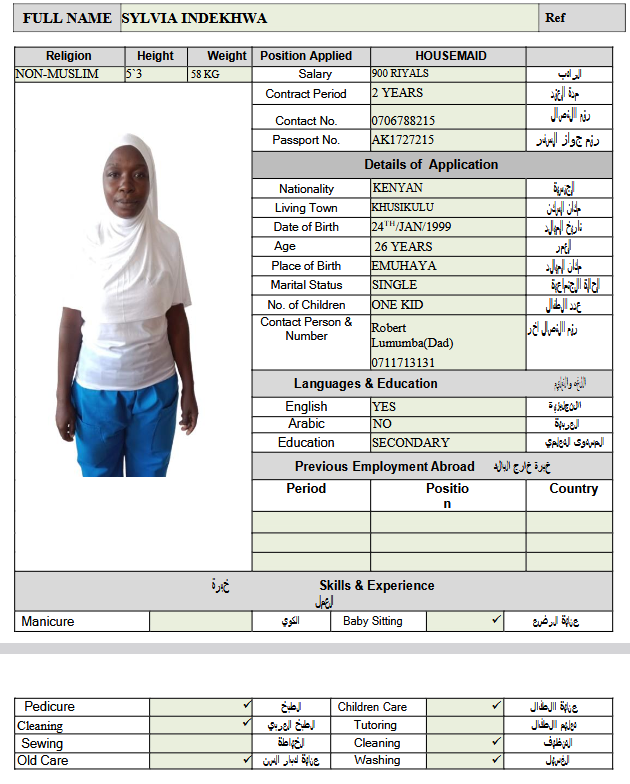 FULL NAME SYLVIA INDEKHWA Ref
Religion Height Weight Position Applied HOUSEMAID
NON-MUSLIM 5`3 58 KG Salary 900 RIYALS الراتب
Contract Period 2 YEARS مدة العقد
Contact No. 0706788215 رقم الاتصال
Passport No. AK1727215 رقم جواز السفر
Details of Application
Nationality KENYAN الجنسية
Living Town KHUSIKULU مكان السكن
Date of Birth 24TH/JAN/1999 تاريخ الميلاد
Age 26 YEARS العمر
Place of Birth EMUHAYA مكان الميلاد
Marital Status SINGLE الحالة الاجتماعية
No. of Children ONE KID عدد الاطفال
Contact Person &
Number
Robert
Lumumba(Dad)
0711713131
رقم الاتصال اخر
Languages & Education
English YES الانجليزية
Arabic NO العربية
Education SECONDARY المستوى التعليمي
Previous Employment Abroad خبرة خارج البلاد
Period Positio
n
Country
خبرة Skills & Experience
العمل
Manicure الكوي Baby Sitting ✓ عناية الرضع
Pedicure ✓ الطبخ Children Care ✓ عناية الاطفال
Cleaning ✓ الطبخ العربي Tutoring تعليم الاطفال
Sewing الخياطة Cleaning ✓ التنظيف
Old Care ✓ عناية كبار السن Washing ✓ الغسيل